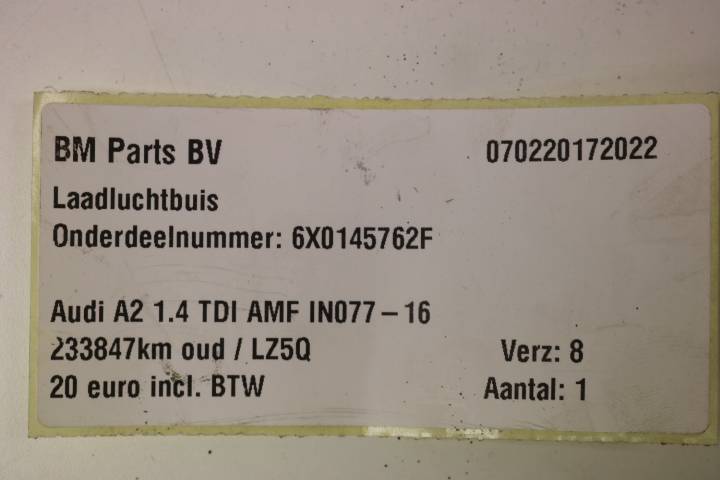 BM Parts BV 070220172022
Laadluchtbuis
Onderdeelnummer: 6X0145762F
Audi A2 1.4 TDI AMF IN077 – 16
233847km oud / LZ5Q Verz: 8
20 euro incl. BTW Aantal: 1